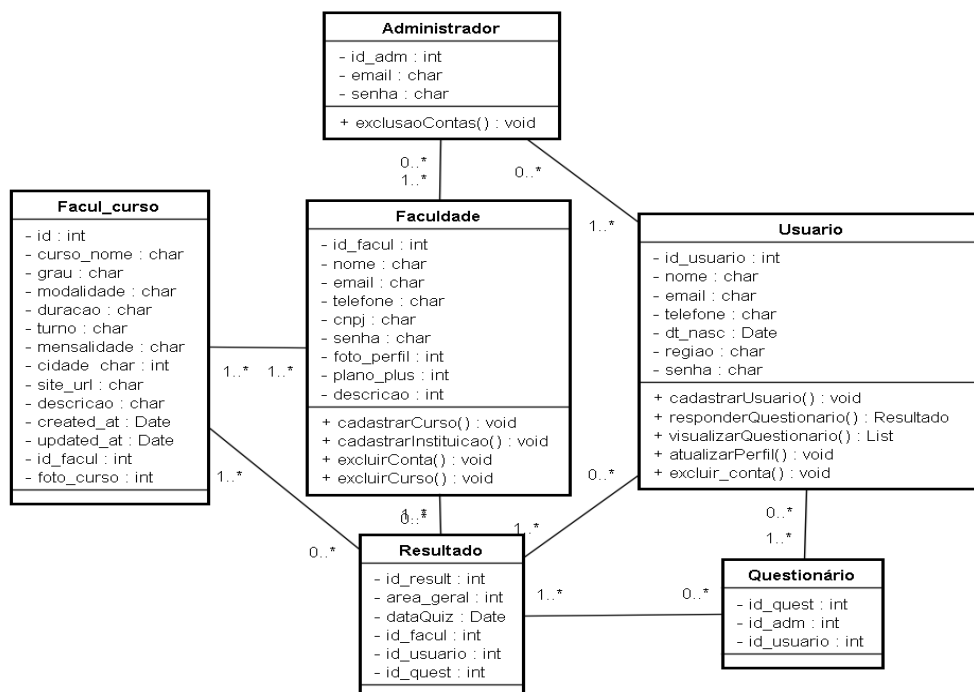 Administrador
- id_adm : int
- email : char
- senha : char
+ exclusaoContas() : void
0..*
1..*
0..*
1..*
Facul_curso
- id : int
- curso_nome : char
- grau : char
- modalidade : char
- duracao : char
- turno : char
- mensalidade : char
- cidade_char : int
- site_url : char
- descricao : char
- created_at : Date
- updated_at : Date
- id_facul : int
- foto_curso : int
1..*
1..*
1..*
0..*
Faculdade
- id_facul : int
- nome : char
- email : char
- telefone : char
- cnpj : char
- senha : char
- foto_perfil : int
- plano_plus : int
- descricao : int
+ cadastrarCurso() : void
+ cadastrarInstituicao() : void
+ excluirConta() : void
+ excluirCurso() : void
0..*
Usuario
- id_usuario : int
- nome : char
- email : char
- telefone : char
- dt_nasc : Date
- regiao : char
- senha : char
+ cadastrarUsuario() : void
+ responderQuestionario() : Resultado
+ visualizarQuestionario() : List
+ atualizarPerfil() : void
+ excluir_conta() : void
0..*
1..*
0..*
1..*
Resultado
- id_result : int
- area_geral : int
- dataQuiz : Date
- id_facul : int
- id_usuario : int
- id_quest : int
1..*
0..*
Questionário
- id_quest : int
- id_adm : int
- id_usuario : int